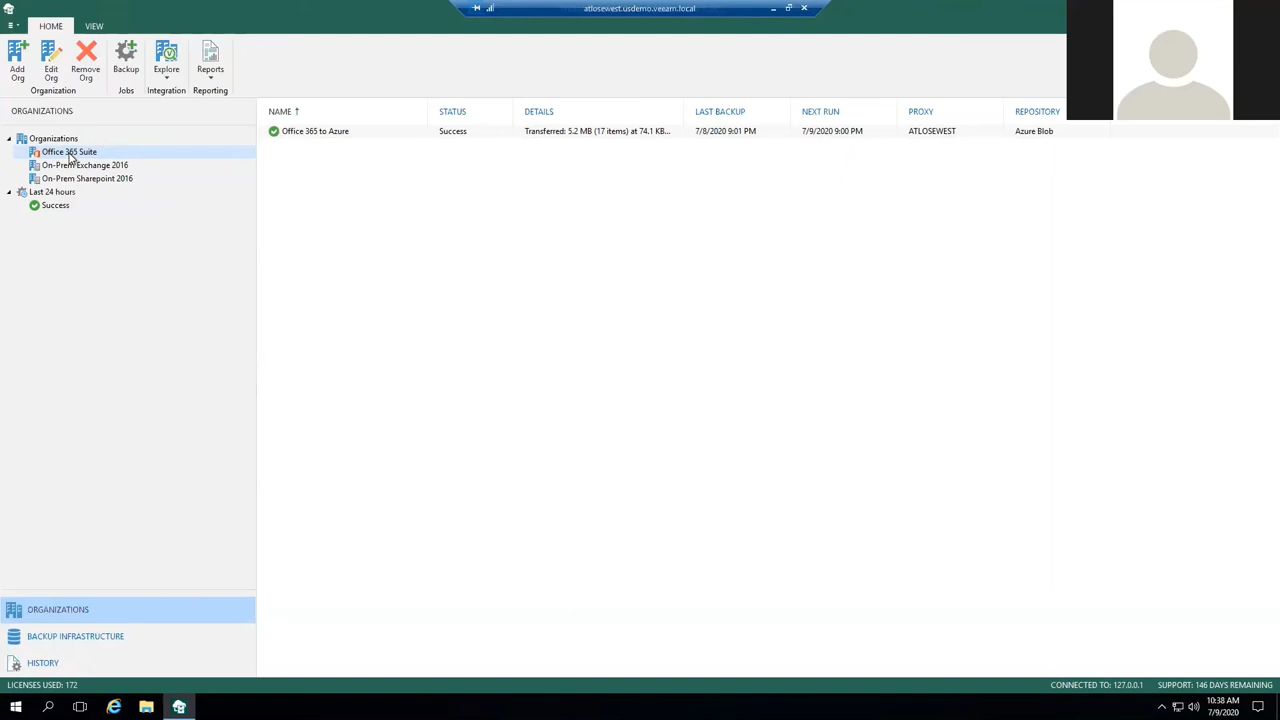 atlosewest.usdemo.veeam.local
HOME VIEW
Add Org
Edit Org
Remove Org
Backup
Explore
Reports
Organization Jobs Integration Reporting
ORGANIZATIONS
Organizations
Office 365 Suite
On-Prem Exchange 2016
On-Prem Sharepoint 2016
Last 24 hours
Success
NAME ↑ STATUS DETAILS LAST BACKUP NEXT RUN PROXY REPOSITORY
Office 365 to Azure Success Transferred: 5.2 MB (17 items) at 74.1 KB... 7/8/2020 9:01 PM 7/9/2020 9:00 PM ATLOSEWEST Azure Blob
ORGANIZATIONS
BACKUP INFRASTRUCTURE
HISTORY
LICENSES USED: 172 CONNECTED TO: 127.0.0.1 SUPPORT: 146 DAYS REMAINING
10:38 AM
7/9/2020